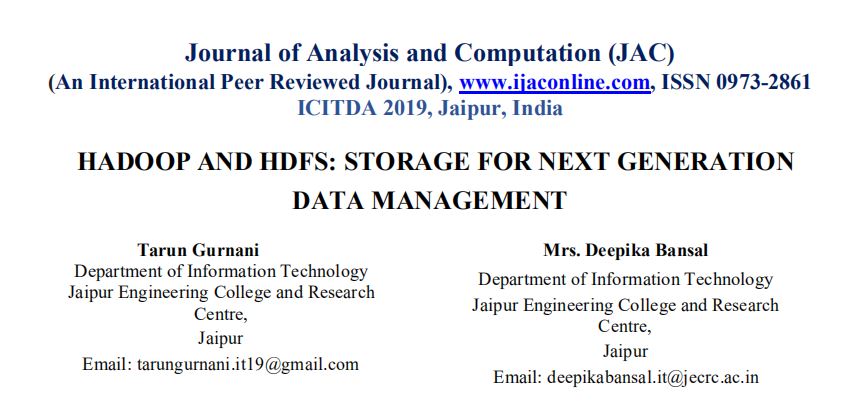 Journal of Analysis and Computation (JAC)
(An International Peer Reviewed Journal), www.ijaconline.com, ISSN 0973-2861
ICITDA 2019, Jaipur, India
HADOOP AND HDFS: STORAGE FOR NEXT GENERATION
DATA MANAGEMENT
Tarun Gurnani
Department of Information Technology
Jaipur Engineering College and Research
Centre,
Jaipur
Email: tarungurnani.it19@gmail.com
Mrs. Deepika Bansal
Department of Information Technology
Jaipur Engineering College and Research
Centre,
Jaipur
Email: deepikabansal.it@jecrc.ac.in